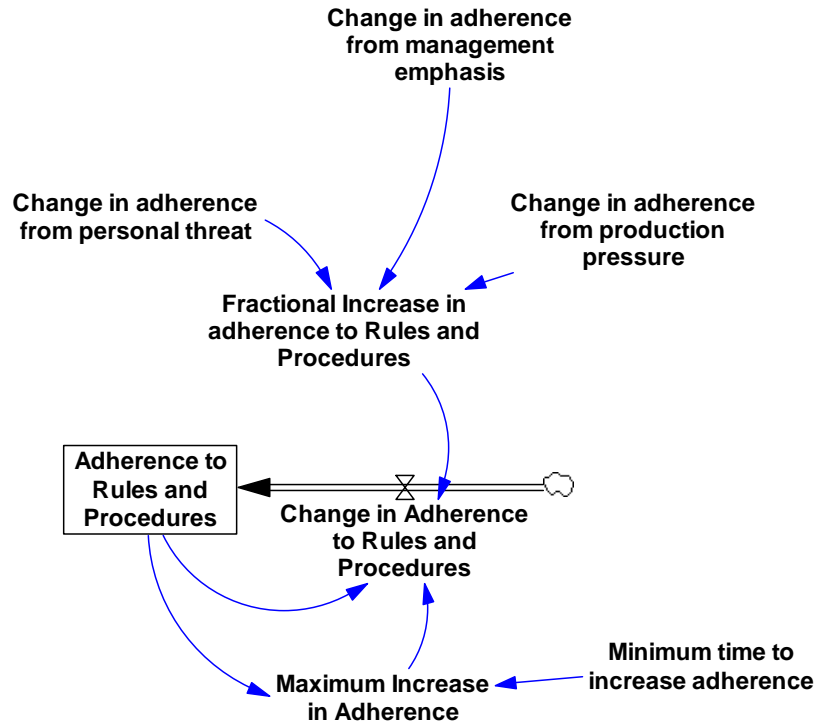 Change in adherence
from management
emphasis
Change in adherence
from personal threat
Change in adherence
from production
pressure
Fractional Increase in
adherence to Rules and
Procedures
Adherence to
Rules and
Procedures
Change in Adherence
to Rules and
Procedures
Maximum Increase
in Adherence
Minimum time to
increase adherence